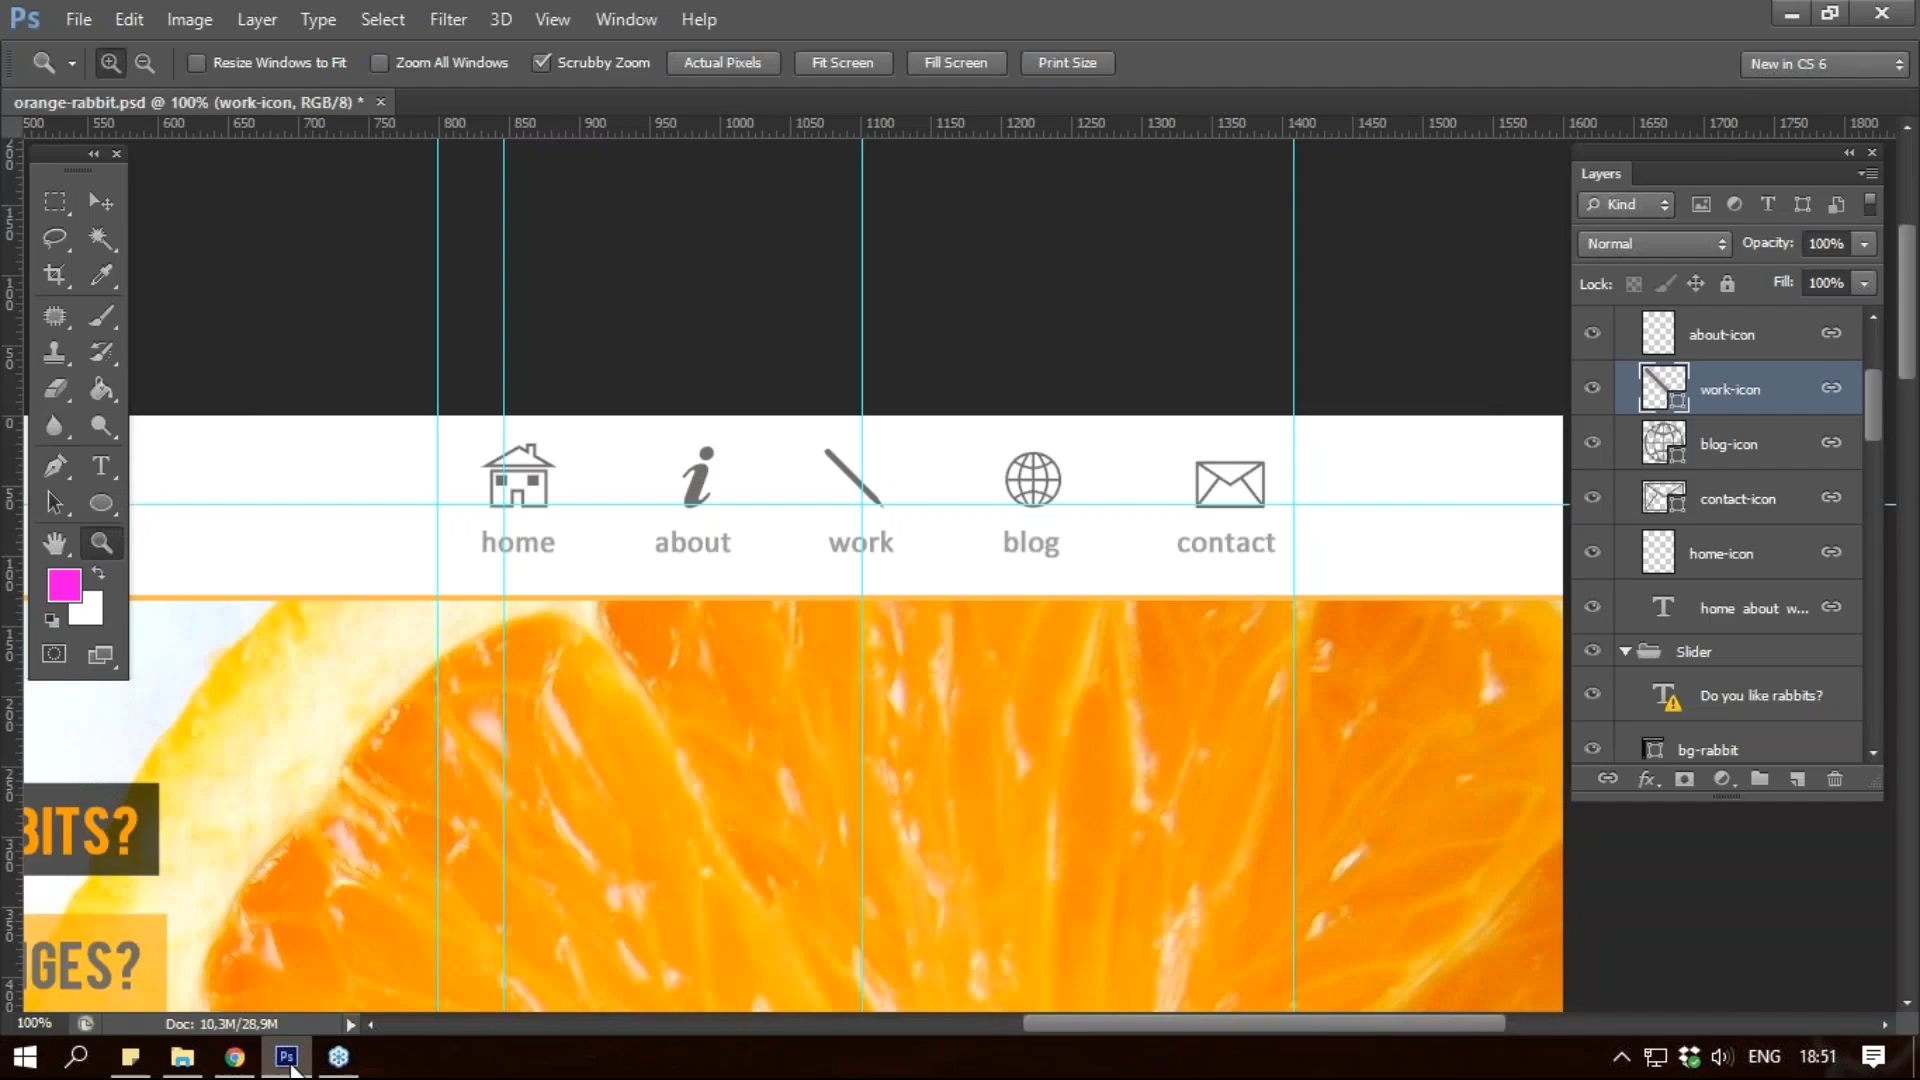 Ps File Edit Image Layer Type Select Filter 3D View Window Help
Resize Windows to Fit Zoom All Windows Scrubby Zoom Actual Pixels Fit Screen Fill Screen Print Size New in CS 6
orange-rabbit.psd @ 100% (work-icon, RGB/8) *
500 550 600 650 700 750 800 850 900 950 1000 1050 1100 1150 1200 1250 1300 1350 1400 1450 1500 1550 1600 1650 1700 1750 1800
Layers
Kind
Normal Opacity: 100%
Lock: Fill: 100%
about-icon
work-icon
blog-icon
contact-icon
home-icon
home about w...
Slider
Do you like rabbits?
bg-rabbit
home about work blog contact
BITS?
GES?
100% Doc: 10,3M/28,9M
Ps
ENG 18:51